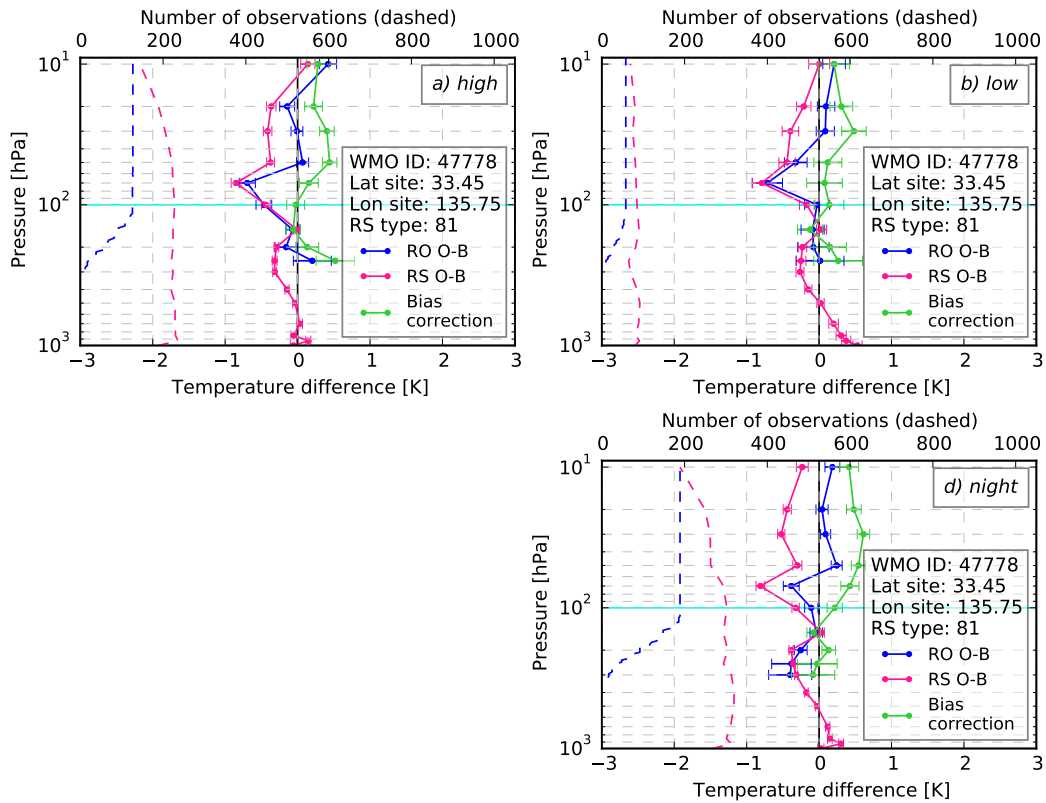 Number of observations (dashed)
0 200 400 600 800 1000
10¹
10²
10³
Pressure [hPa]
a) high
WMO ID: 47778
Lat site: 33.45
Lon site: 135.75
RS type: 81
RO O-B
RS O-B
Bias
correction
−3 −2 −1 0 1 2 3
Temperature difference [K]
Number of observations (dashed)
0 200 400 600 800 1000
10¹
10²
10³
Pressure [hPa]
b) low
WMO ID: 47778
Lat site: 33.45
Lon site: 135.75
RS type: 81
RO O-B
RS O-B
Bias
correction
−3 −2 −1 0 1 2 3
Temperature difference [K]
Number of observations (dashed)
0 200 400 600 800 1000
10¹
10²
10³
Pressure [hPa]
d) night
WMO ID: 47778
Lat site: 33.45
Lon site: 135.75
RS type: 81
RO O-B
RS O-B
Bias
correction
−3 −2 −1 0 1 2 3
Temperature difference [K]